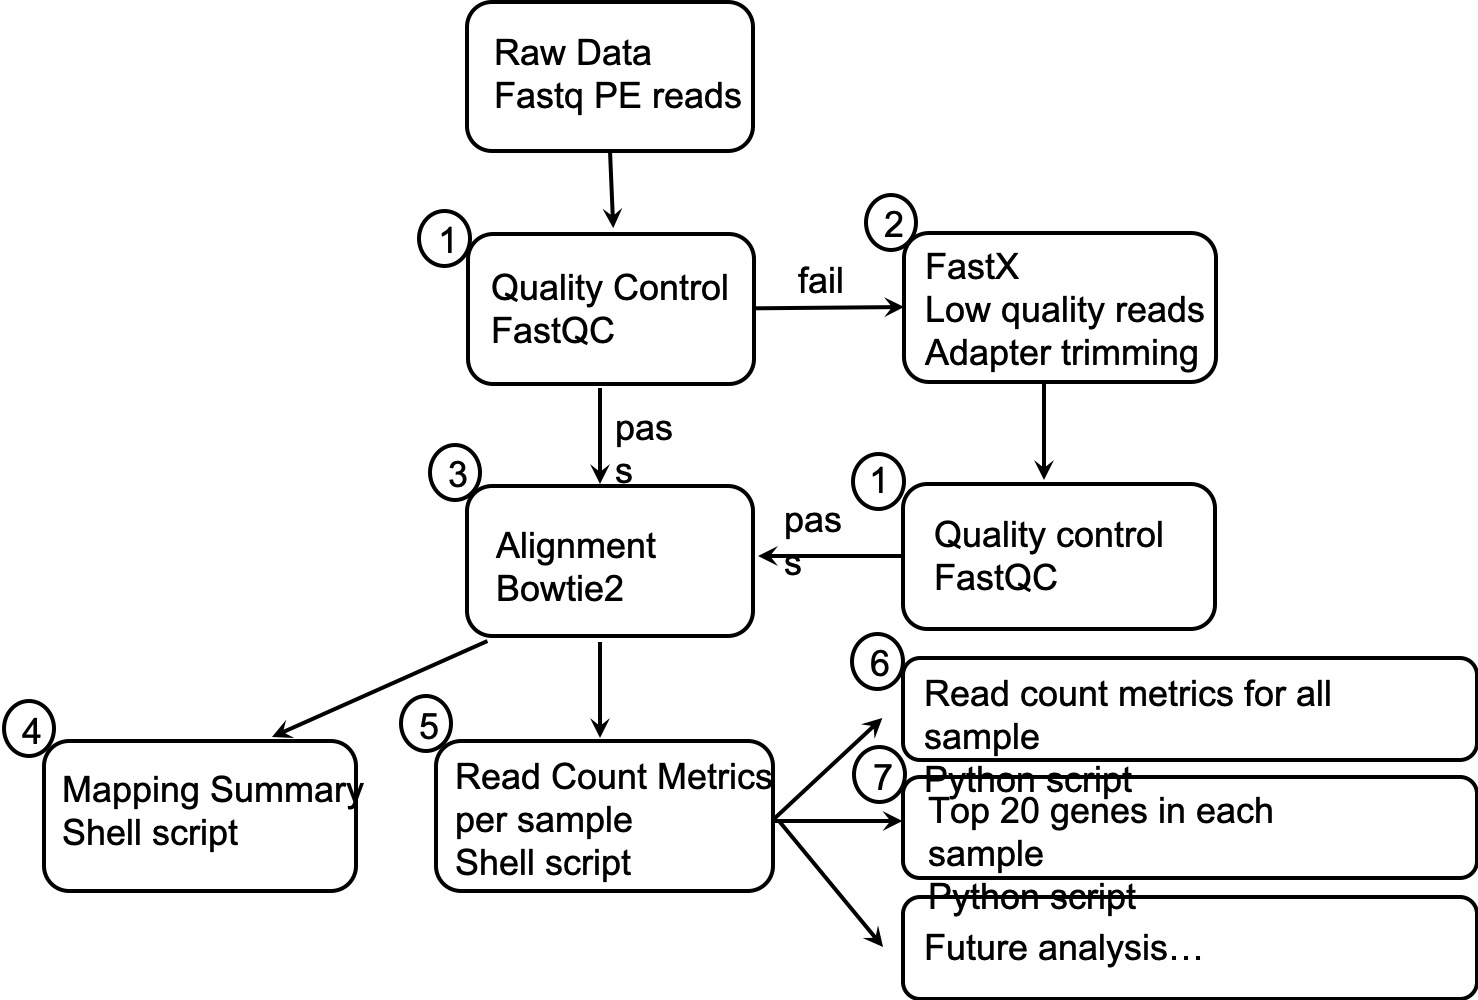 Raw Data
Fastq PE reads
1
Quality Control
FastQC
fail
2
FastX
Low quality reads
Adapter trimming
pas
s
3
Alignment
Bowtie2
pas
s
1
Quality control
FastQC
4
Mapping Summary
Shell script
5
Read Count Metrics
per sample
Shell script
6
Read count metrics for all
sample
Python script
7
Top 20 genes in each
sample
Python script
Future analysis…